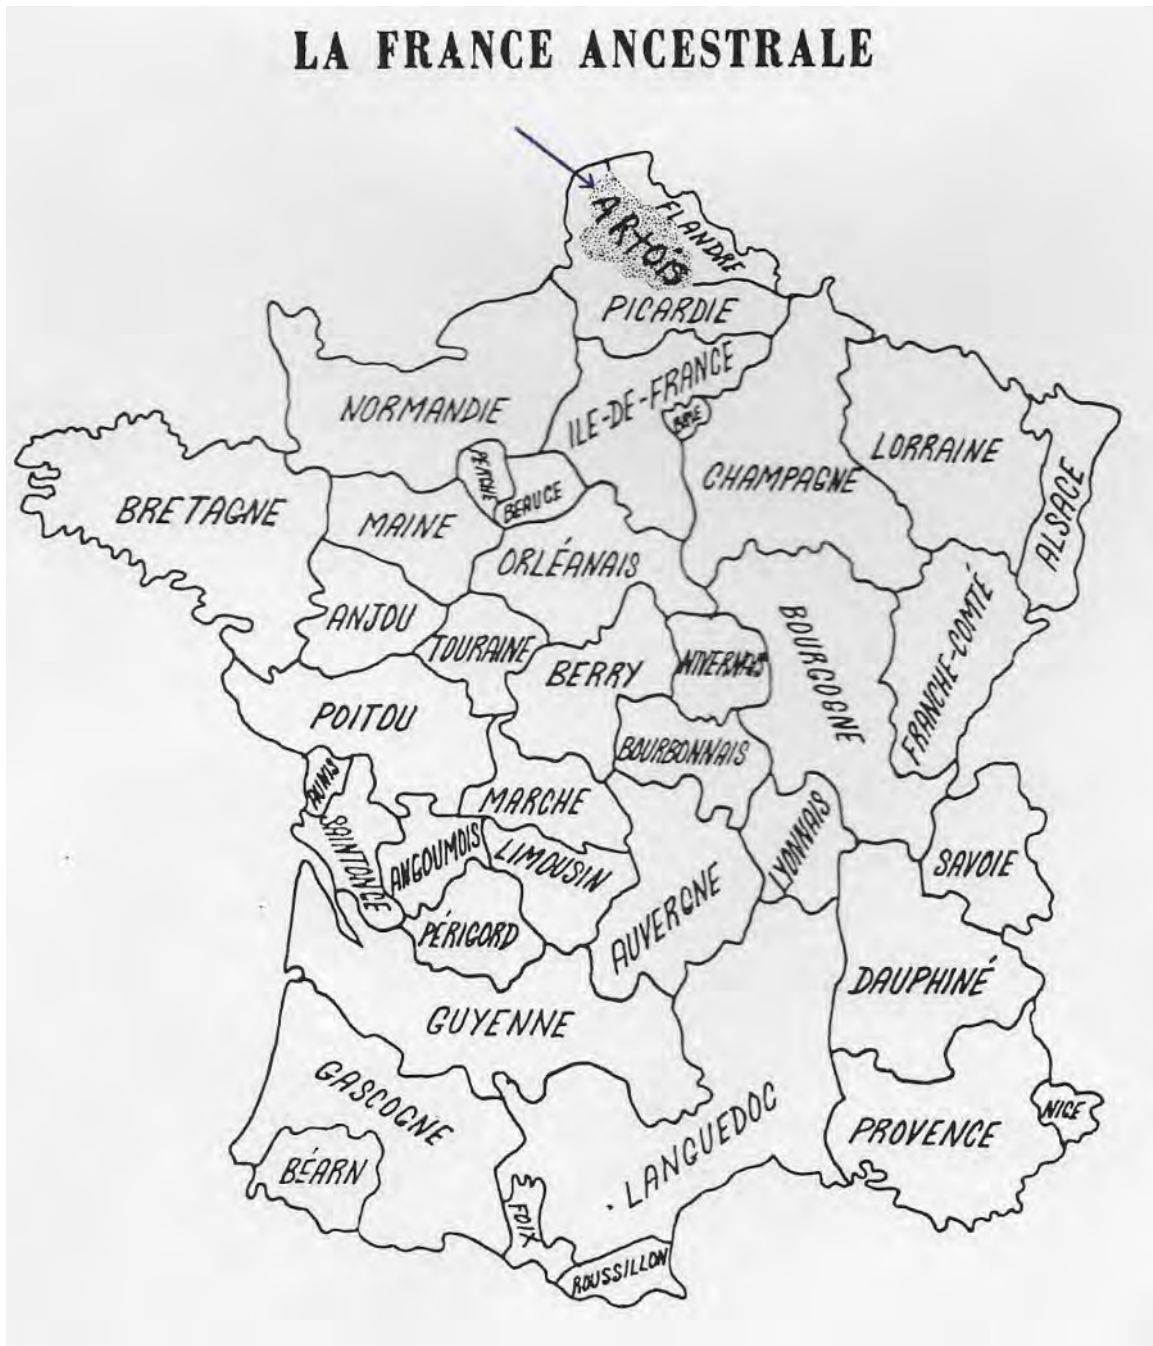 LA FRANCE ANCESTRALE
ARTOIS
FLANDRE
PICARDIE
NORMANDIE
ILE-DE-FRANCE
BRIE
LORRAINE
ALSACE
CHAMPAGNE
PERCHE
BEAUCE
BRETAGNE
MAINE
ORLÉANAIS
ANJOU
TOURAINE
BERRY
NIVERNAIS
BOURGOGNE
FRANCHE-COMTÉ
POITOU
BOURBONNAIS
AUNIS
MARCHE
SAINTONGE
ANGOUMOIS
LIMOUSIN
LYONNAIS
SAVOIE
PÉRIGORD
AUVERGNE
DAUPHINÉ
GUYENNE
GASCOGNE
LANGUEDOC
PROVENCE
NICE
BÉARN
FOIX
ROUSSILLON